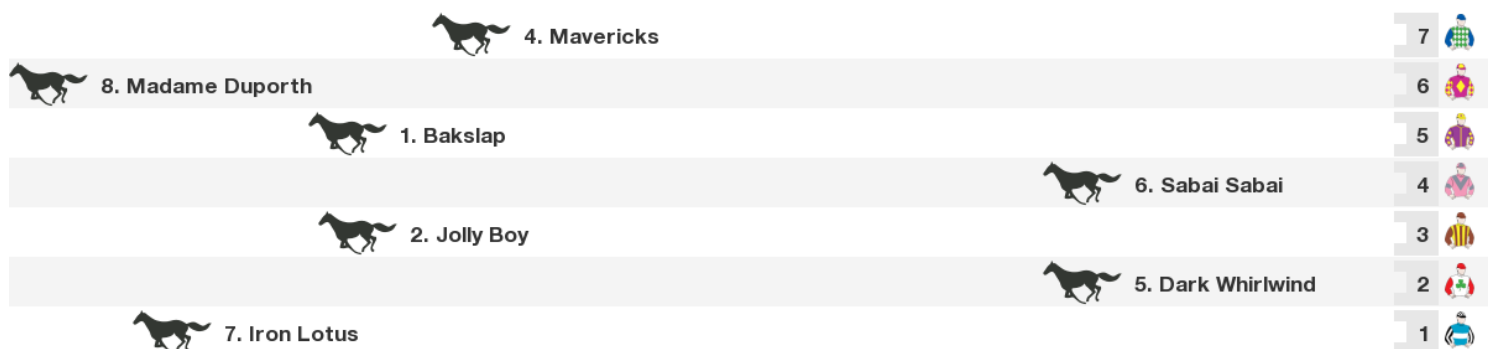 4. Mavericks 7
8. Madame Duporth 6
1. Bakslap 5
6. Sabai Sabai 4
2. Jolly Boy 3
5. Dark Whirlwind 2
7. Iron Lotus 1